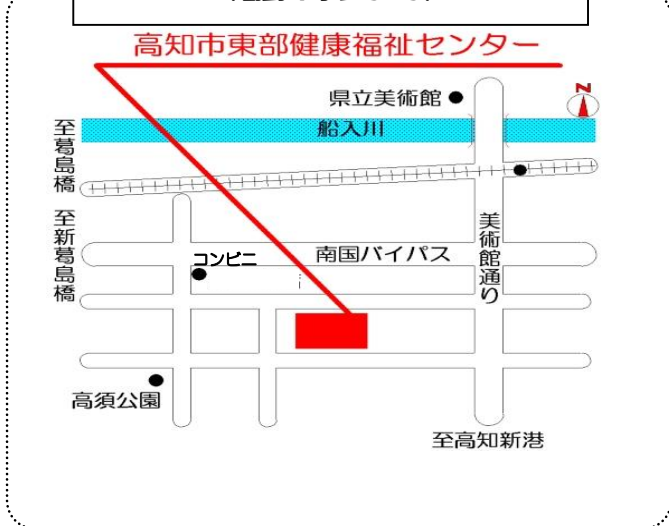 高知市東部健康福祉センター
県立美術館
N
船入川
至葛島橋
至新葛島橋
コンビニ
南国バイパス
美術館通り
高須公園
至高知新港